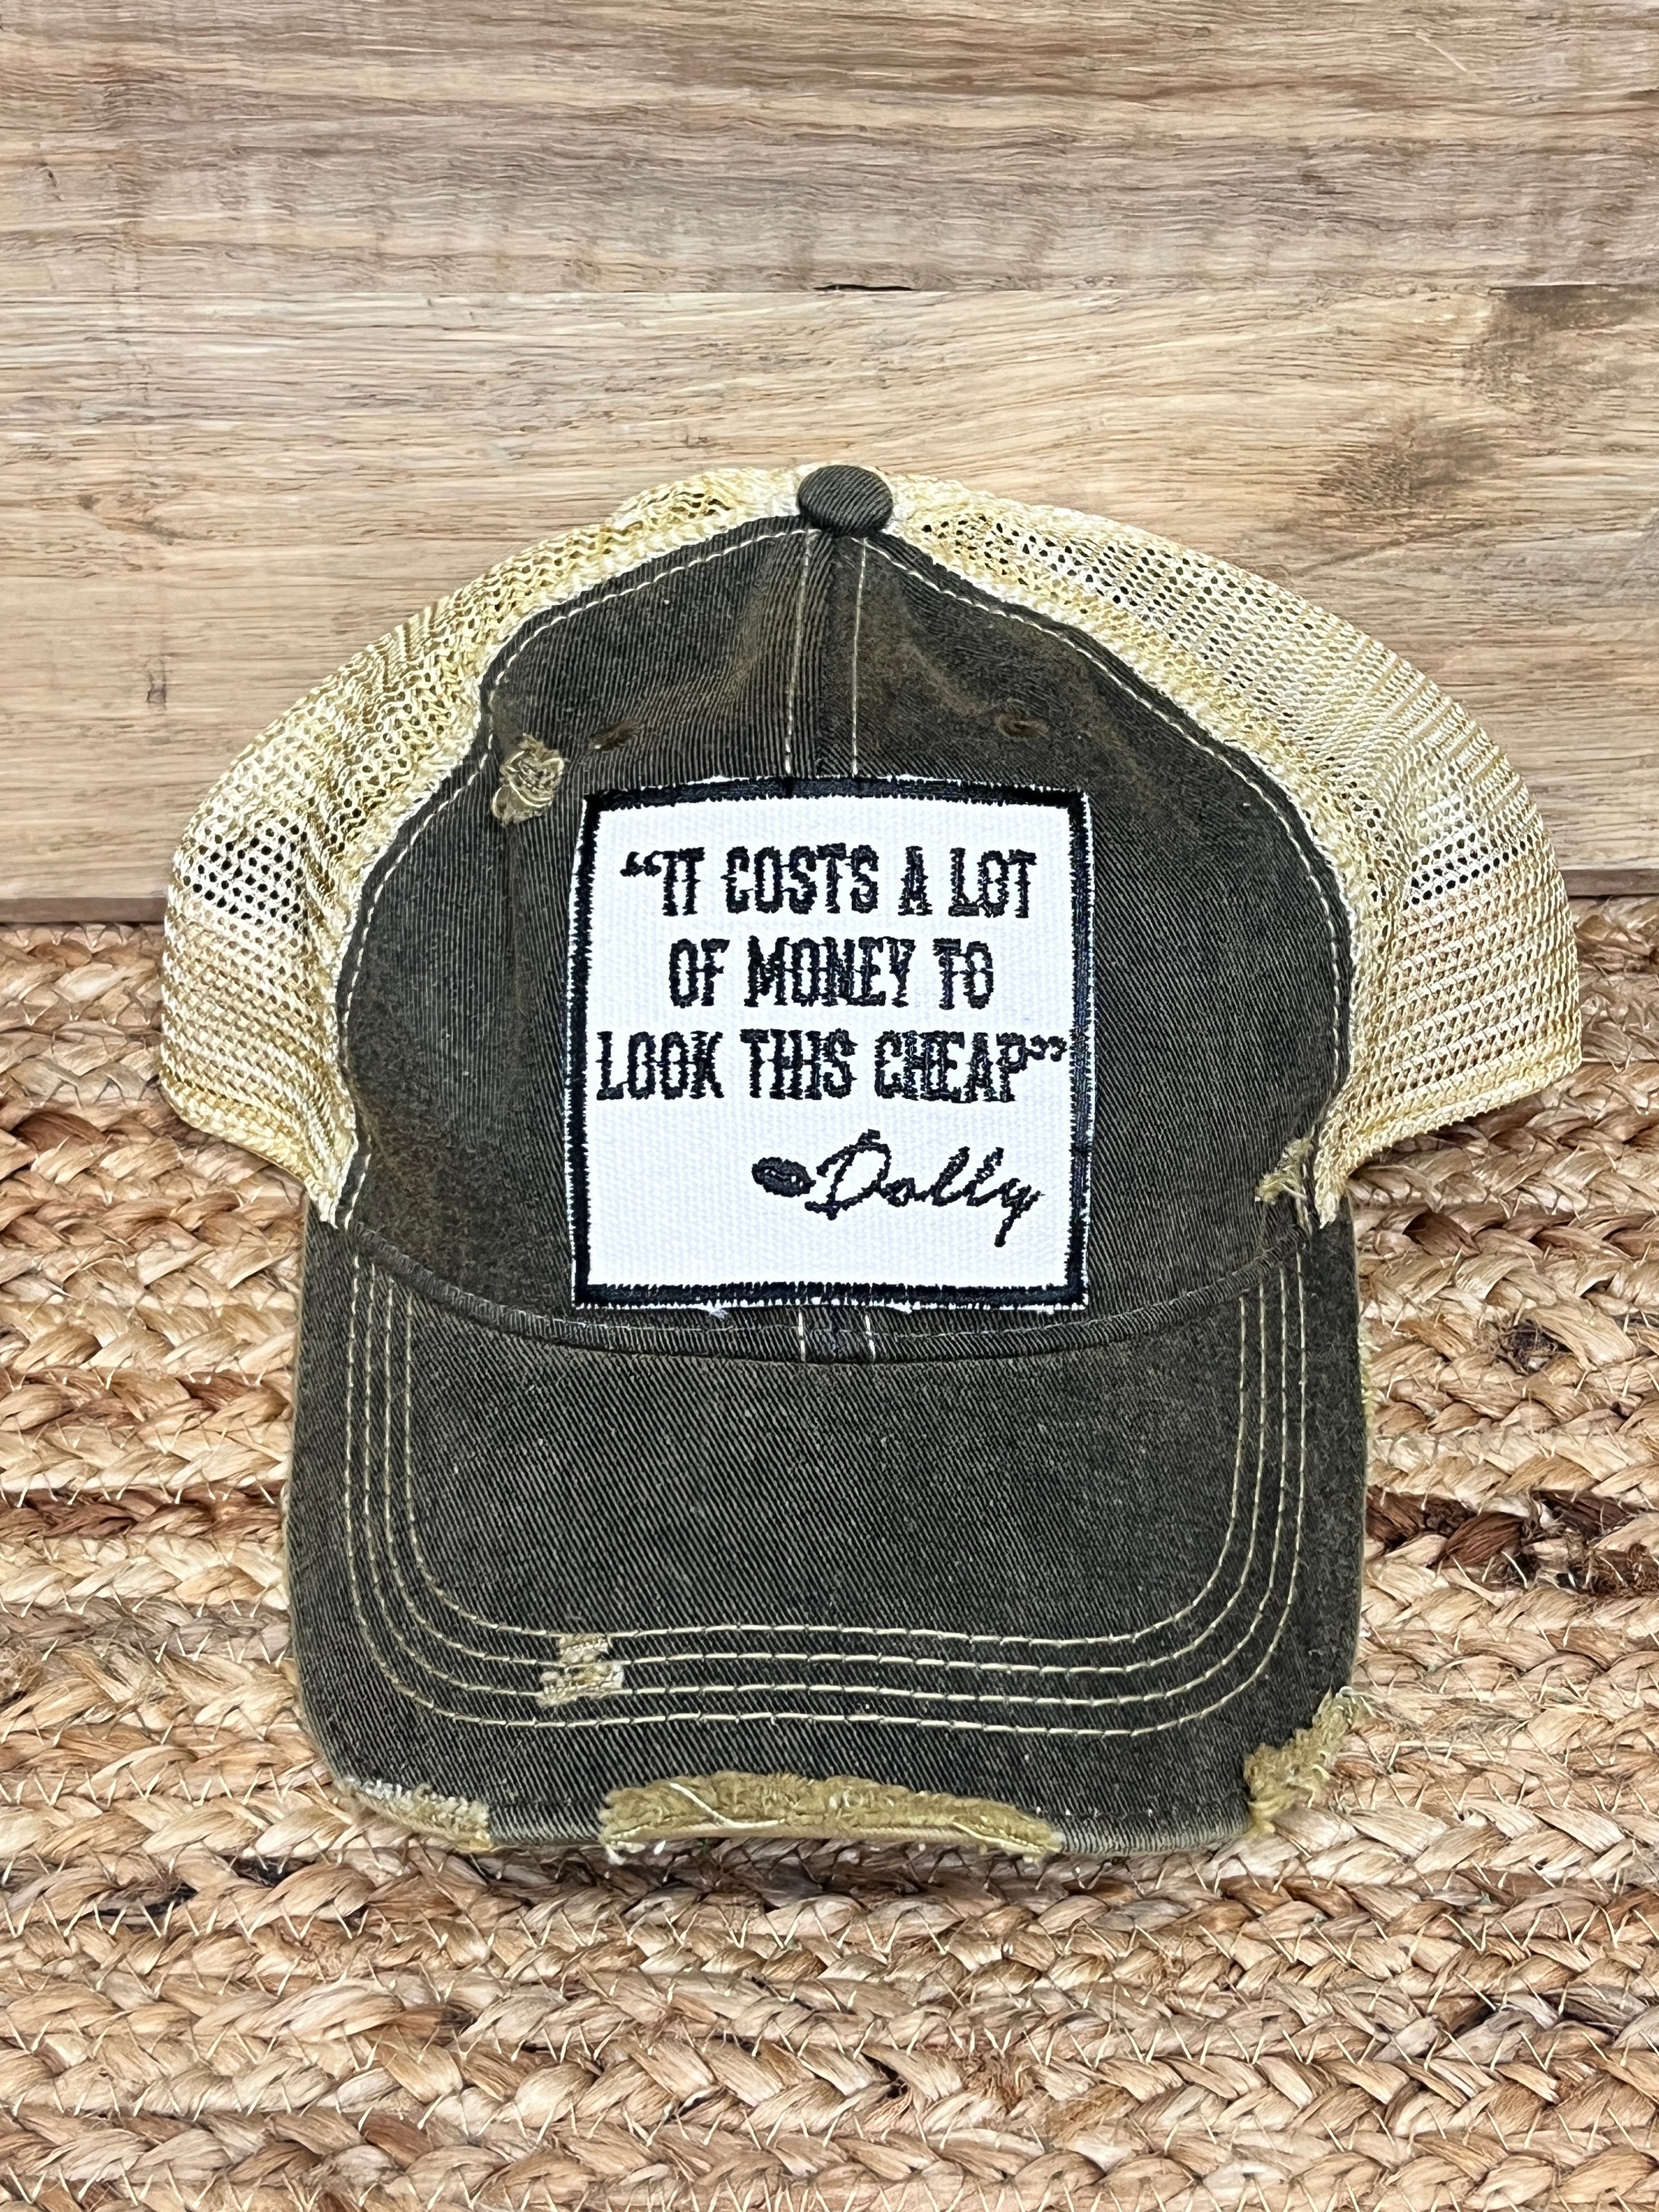 “IT COSTS A LOT
OF MONEY TO
LOOK THIS CHEAP”
Dolly